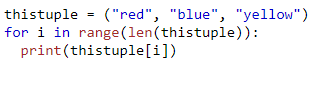 thistuple = ("red", "blue", "yellow")
for i in range(len(thistuple)):
  print(thistuple[i])